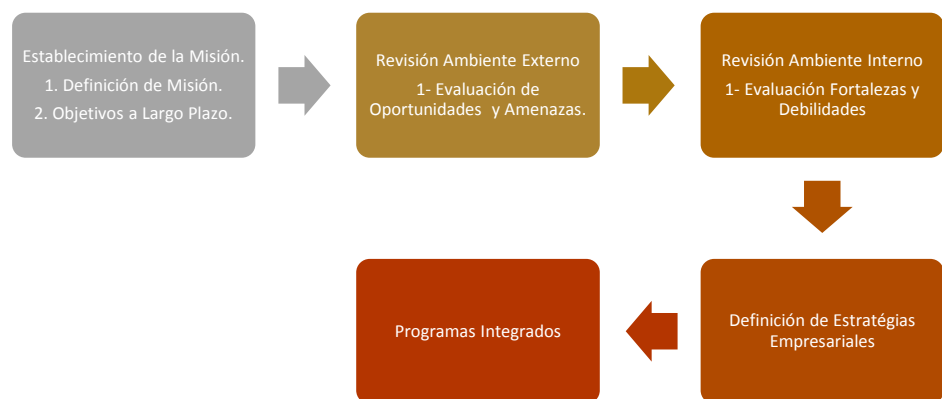 Establecimiento de la Misión.
1. Definición de Misión.
2. Objetivos a Largo Plazo.
Revisión Ambiente Externo
1- Evaluación de
Oportunidades y Amenazas.
Revisión Ambiente Interno
1- Evaluación Fortalezas y
Debilidades
Definición de Estratégias
Empresariales
Programas Integrados